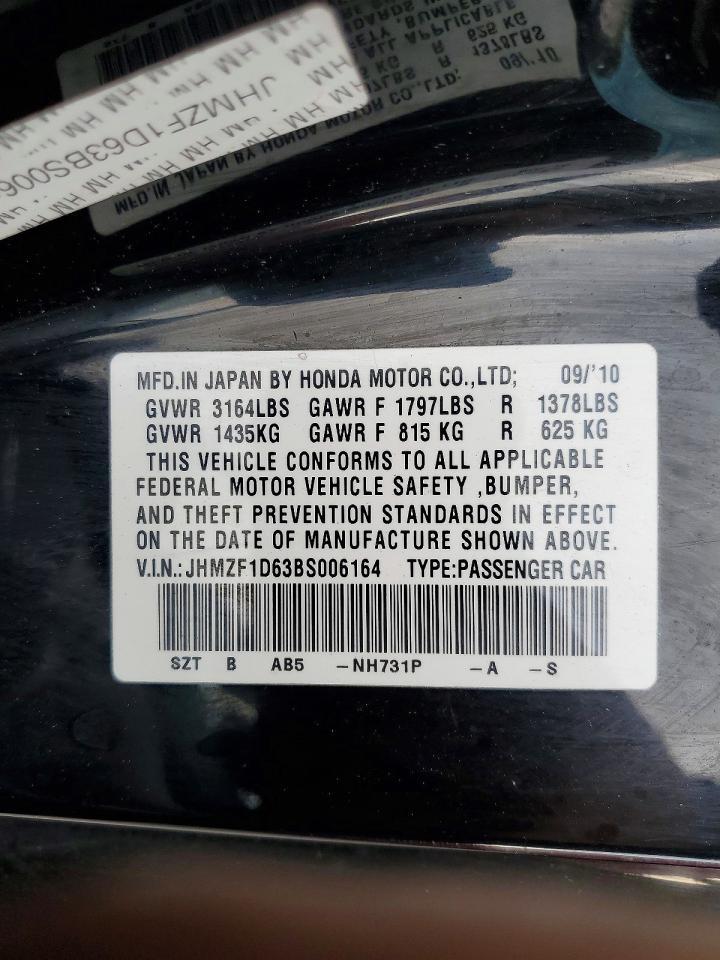 JHMZF1D63BS006
MFD.IN JAPAN BY HONDA MOTOR CO.,LTD; 09/'10
GVWR 3164LBS GAWR F 1797LBS R 1378LBS
GVWR 1435KG GAWR F 815 KG R 625 KG
THIS VEHICLE CONFORMS TO ALL APPLICABLE
FEDERAL MOTOR VEHICLE SAFETY ,BUMPER,
AND THEFT PREVENTION STANDARDS IN EFFECT
ON THE DATE OF MANUFACTURE SHOWN ABOVE.
V.I.N.:JHMZF1D63BS006164 TYPE:PASSENGER CAR
SZT B AB5 -NH731P -A -S